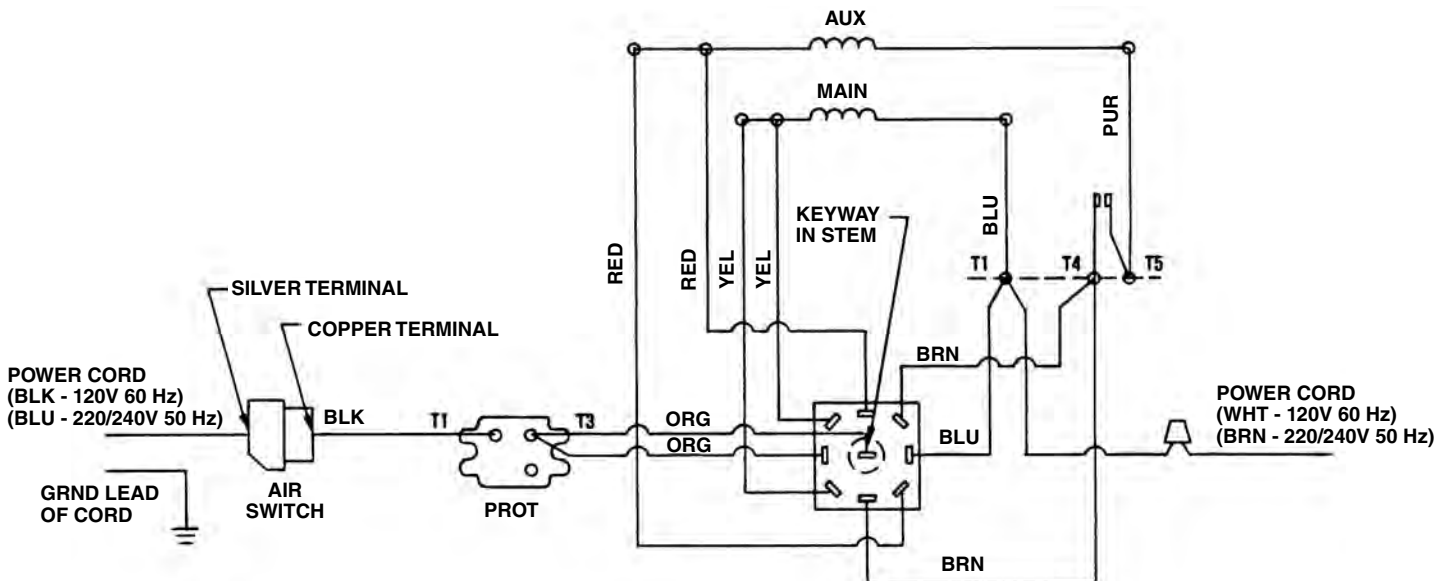 AUX
MAIN
PUR
BLU
KEYWAY
IN STEM
RED
RED
YEL
YEL
T1
T4
T5
SILVER TERMINAL
COPPER TERMINAL
BRN
POWER CORD
(BLK - 120V 60 Hz)
(BLU - 220/240V 50 Hz)
BLK
T1
T3
ORG
ORG
BLU
POWER CORD
(WHT - 120V 60 Hz)
(BRN - 220/240V 50 Hz)
GRND LEAD
OF CORD
AIR
SWITCH
PROT
BRN